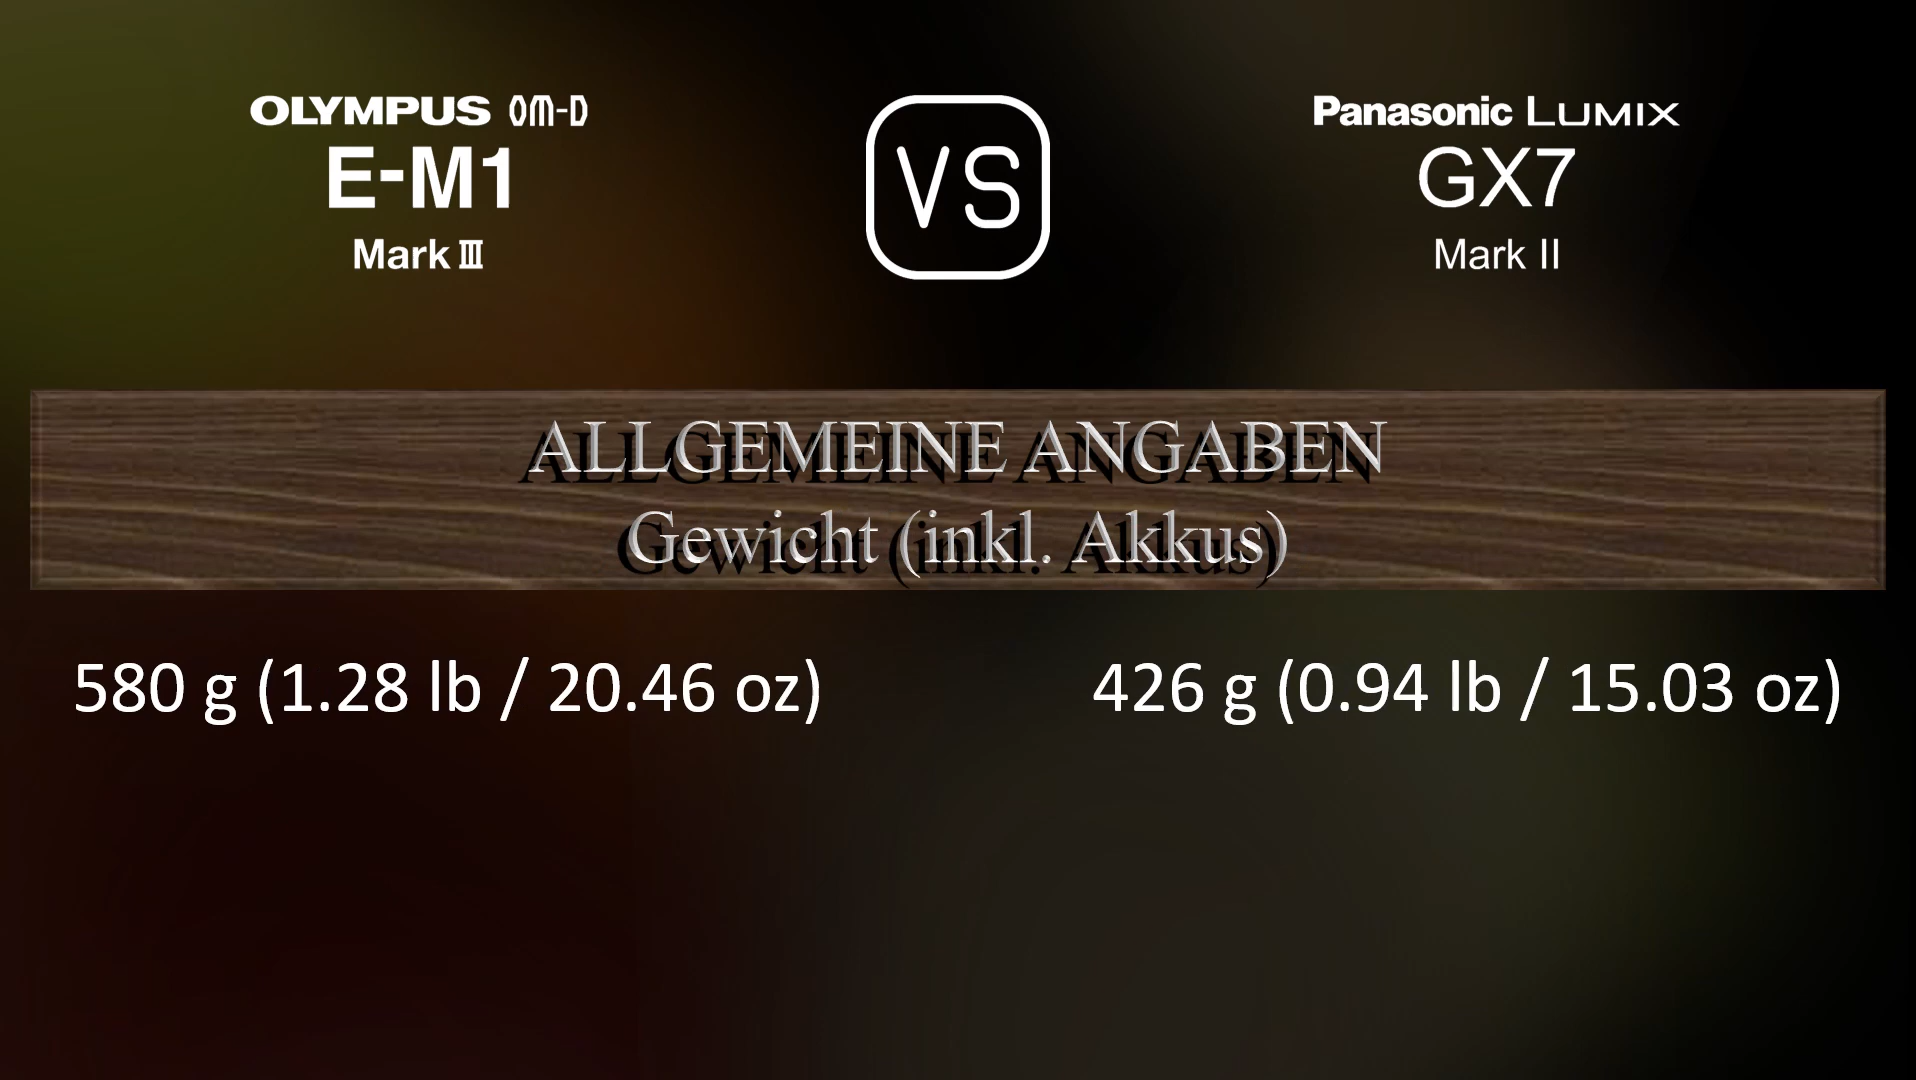 OLYMPUS OM-D
E-M1
Mark III
VS
Panasonic LUMIX
GX7
Mark II
ALLGEMEINE ANGABEN
Gewicht (inkl. Akkus)
580 g (1.28 lb / 20.46 oz)
426 g (0.94 lb / 15.03 oz)